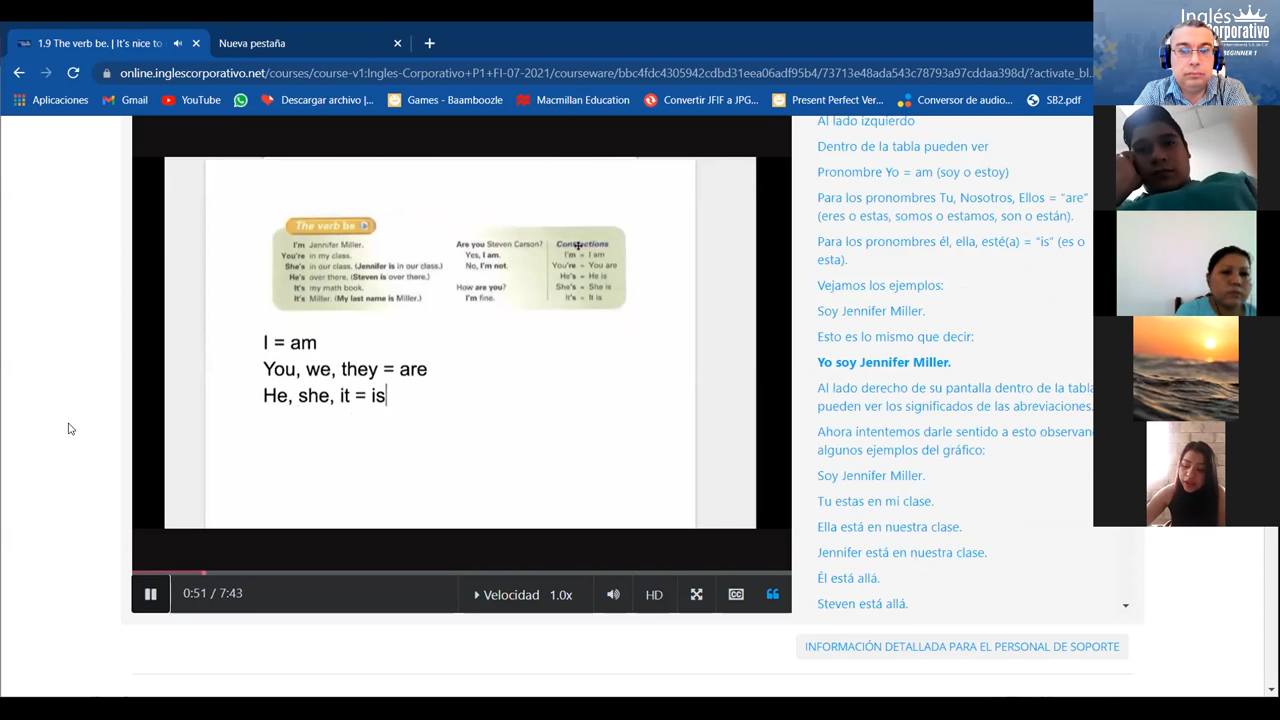 1.9 The verb be. | It's nice to
Nueva pestaña
online.inglescorporativo.net/courses/course-v1:Ingles-Corporativo+P1+FI-07-2021/courseware/bbc4fdc4305942cdbd31eea06adf95b4/73713e48ada543c78793a97cddaa398d/?activate_bl...
Aplicaciones
Gmail
YouTube
Descargar archivo |...
Games - Baamboozle
Macmillan Education
Convertir JFIF a JPG...
Present Perfect Ver...
Conversor de audio...
SB2.pdf
Inglés
Corporativo
BEGINNER 1
The verb be
I'm Jennifer Miller.
You're in my class.
She's in our class. (Jennifer is in our class.)
He's over there. (Steven is over there.)
It's my math book.
It's Miller. (My last name is Miller.)
Are you Steven Carson?
Yes, I am.
No, I'm not.
How are you?
I'm fine.
Contractions
I'm = I am
You're = You are
He's = He is
She's = She is
It's = It is
I = am
You, we, they = are
He, she, it = is
0:51 / 7:43
Velocidad 1.0x
HD
CC
Al lado izquierdo
Dentro de la tabla pueden ver
Pronombre Yo = am (soy o estoy)
Para los pronombres Tu, Nosotros, Ellos = “are”
(eres o estas, somos o estamos, son o están).
Para los pronombres él, ella, esté(a) = “is” (es o
esta).
Vejamos los ejemplos:
Soy Jennifer Miller.
Esto es lo mismo que decir:
Yo soy Jennifer Miller.
Al lado derecho de su pantalla dentro de la tabla
pueden ver los significados de las abreviaciones.
Ahora intentemos darle sentido a esto observan
algunos ejemplos del gráfico:
Soy Jennifer Miller.
Tu estas en mi clase.
Ella está en nuestra clase.
Jennifer está en nuestra clase.
Él está allá.
Steven está allá.
INFORMACIÓN DETALLADA PARA EL PERSONAL DE SOPORTE